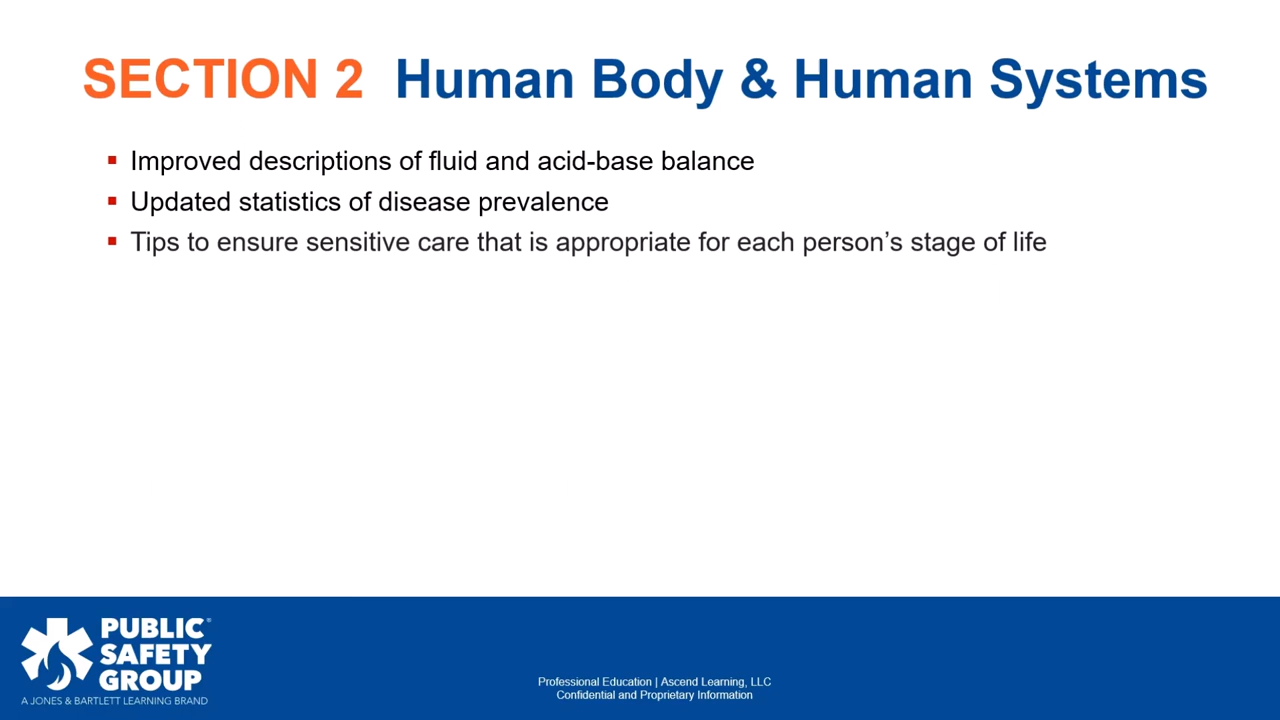 SECTION 2 Human Body & Human Systems
▪ Improved descriptions of fluid and acid-base balance
▪ Updated statistics of disease prevalence
▪ Tips to ensure sensitive care that is appropriate for each person’s stage of life
PUBLIC®
SAFETY
GROUP
A JONES & BARTLETT LEARNING BRAND
Professional Education | Ascend Learning, LLC
Confidential and Proprietary Information